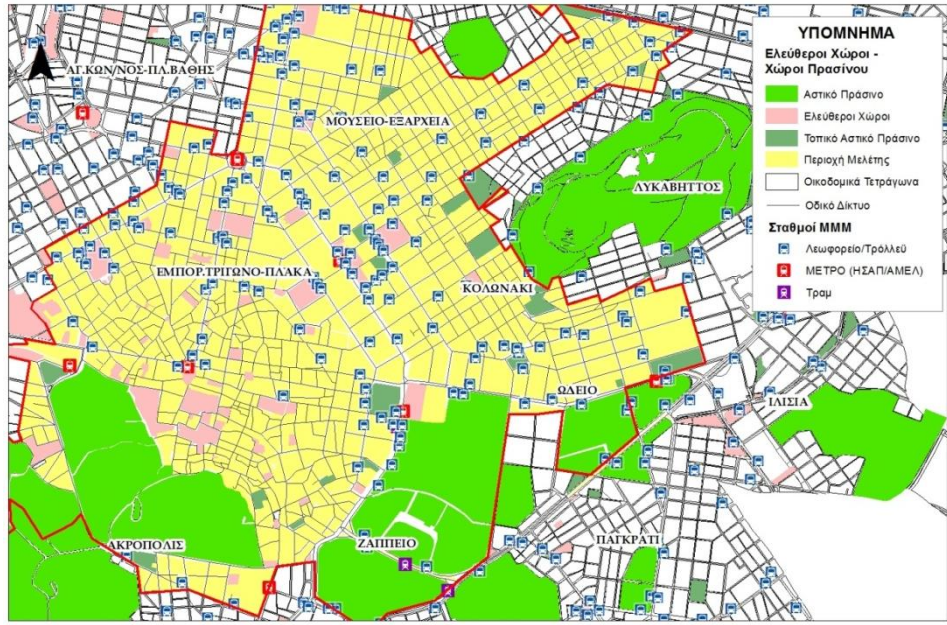 ΑΓ.ΚΩΝ/ΝΟΣ-ΠΛ.ΒΑΘΗΣ
ΜΟΥΣΕΙΟ-ΕΞΑΡΧΕΙΑ
ΛΥΚΑΒΗΤΤΟΣ
ΕΜΠΟΡ.ΤΡΙΓΩΝΟ-ΠΛΑΚΑ
ΚΟΛΩΝΑΚΙ
ΩΔΕΙΟ
ΙΛΙΣΙΑ
ΑΚΡΟΠΟΛΙΣ
ΖΑΠΠΕΙΟ
ΠΑΓΚΡΑΤΙ
ΥΠΟΜΝΗΜΑ
Ελεύθεροι Χώροι -
Χώροι Πρασίνου
Αστικό Πράσινο
Ελεύθεροι Χώροι
Τοπικό Αστικό Πράσινο
Περιοχή Μελέτης
Οικοδομικά Τετράγωνα
Οδικό Δίκτυο
Σταθμοί ΜΜΜ
Λεωφορείο/Τρόλλεϋ
ΜΕΤΡΟ (ΗΣΑΠ/ΑΜΕΛ)
Τραμ